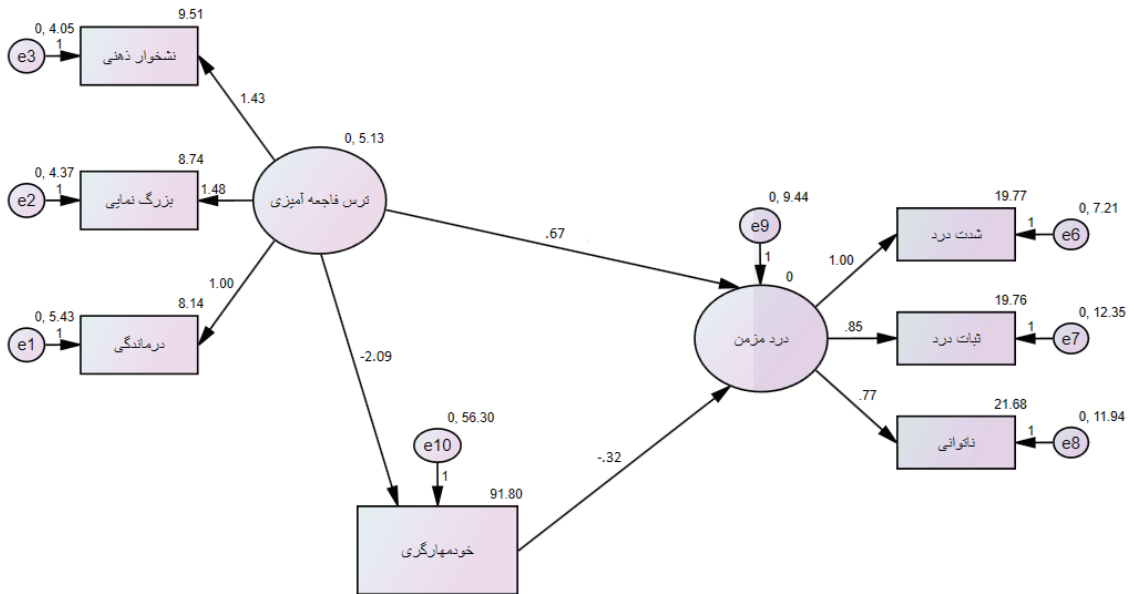 9.51
0, 4.05
e3
1
نشخوار ذهنی
1.43
0, 5.13
ترس فاجعه آمیزی
8.74
0, 4.37
e2
1
بزرگ نمایی
1.48
1.00
8.14
0, 5.43
e1
1
درماندگی
-2.09
.67
0, 56.30
e10
1
91.80
خودمهارگری
-.32
0, 9.44
e9
1
0
درد مزمن
1.00
19.77
شدت درد
1
0, 7.21
e6
.85
19.76
ثبات درد
1
0, 12.35
e7
.77
21.68
ناتوانی
1
0, 11.94
e8